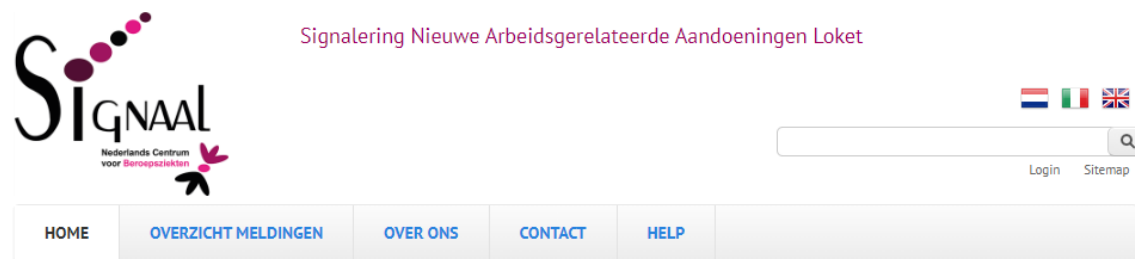 Signalering Nieuwe Arbeidsgerelateerde Aandoeningen Loket
SIGNAAL
Nederlands Centrum
voor Beroepsziekten
Login Sitemap
HOME OVERZICHT MELDINGEN OVER ONS CONTACT HELP